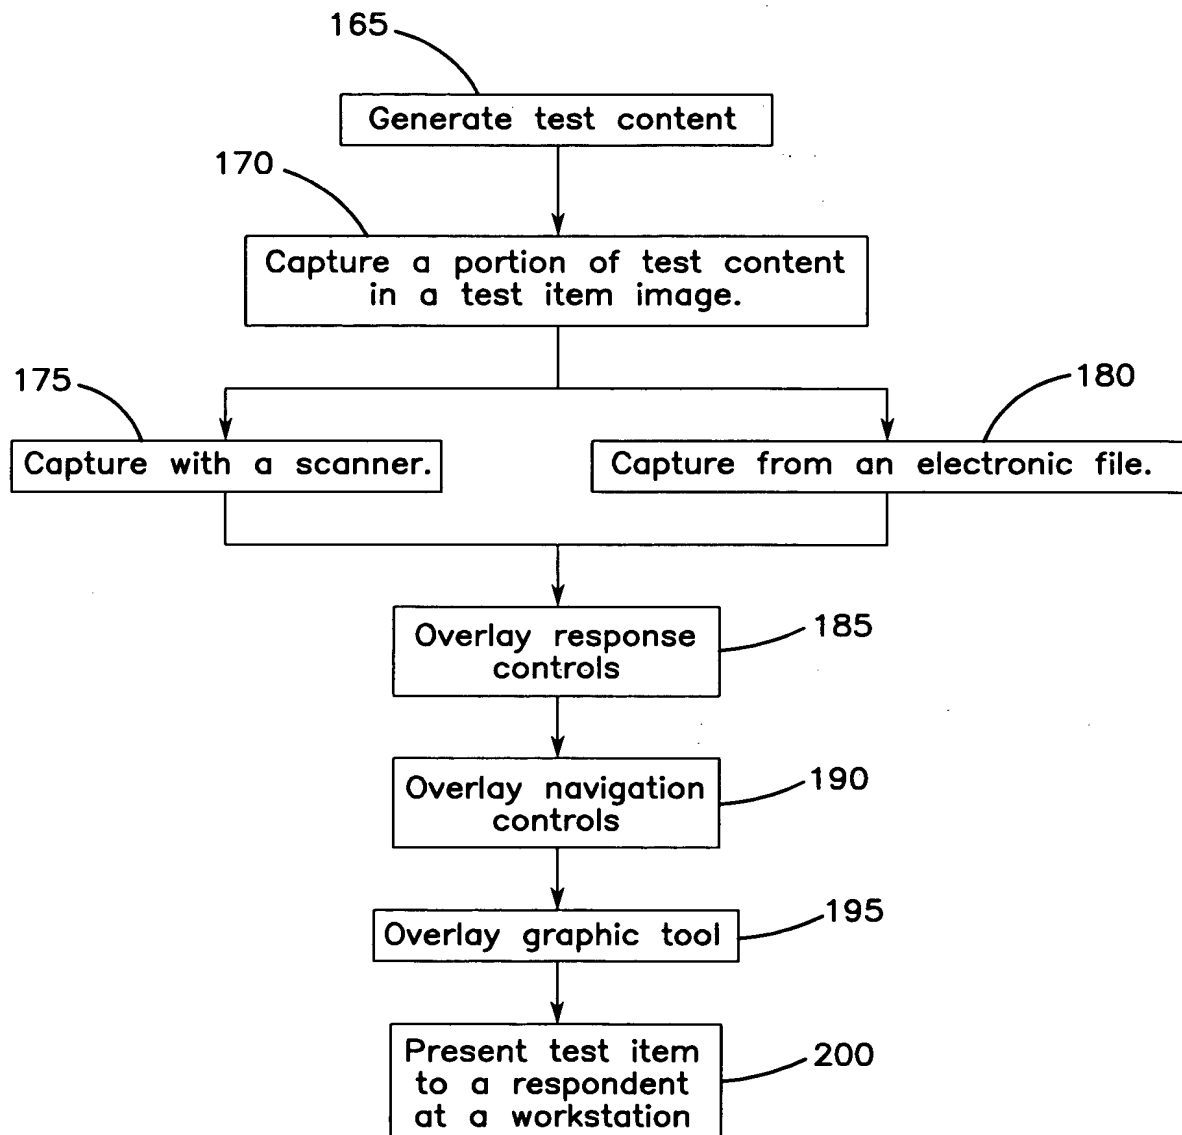 165
Generate test content
170
Capture a portion of test content
in a test item image.
175
180
Capture with a scanner.
Capture from an electronic file.
Overlay response
controls
185
Overlay navigation
controls
190
Overlay graphic tool
195
Present test item
to a respondent
at a workstation
200